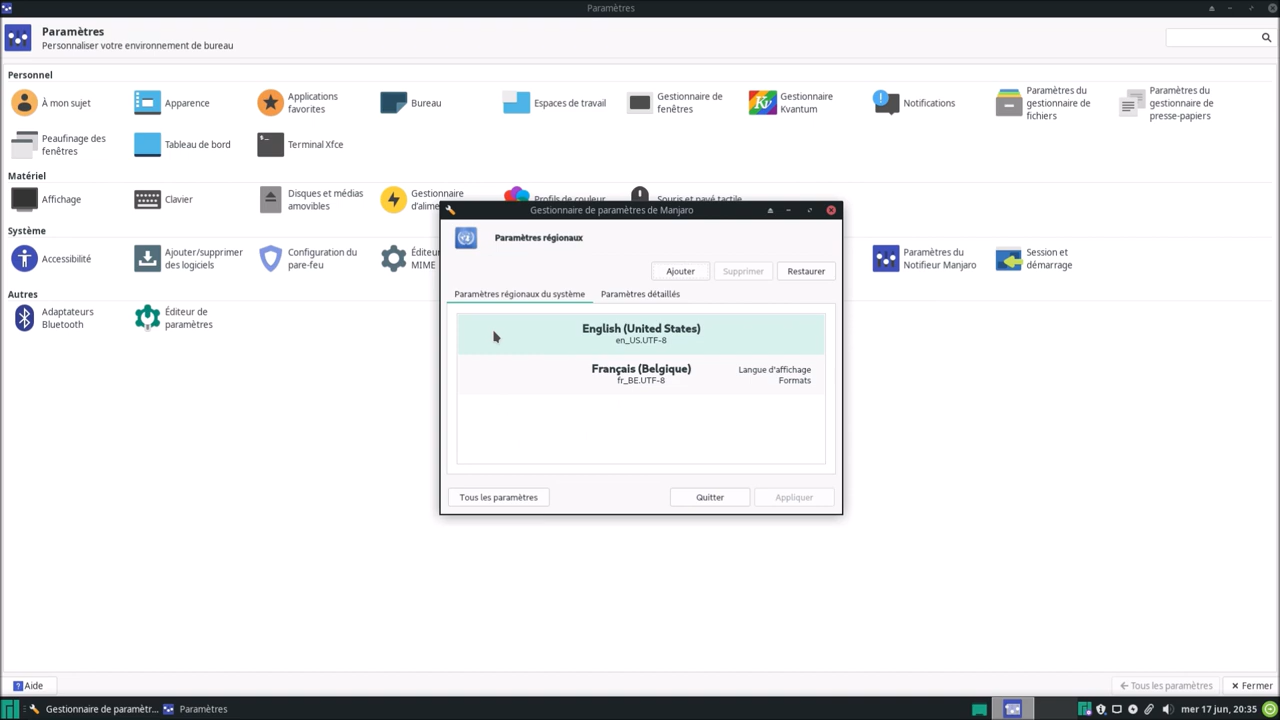 Paramètres
Paramètres
Personnaliser votre environnement de bureau
Personnel
À mon sujet
Apparence
Applications
favorites
Bureau
Espaces de travail
Gestionnaire de
fenêtres
Gestionnaire
Kvantum
Notifications
Paramètres du
gestionnaire de
fichiers
Paramètres du
gestionnaire de
presse-papiers
Peaufinage des
fenêtres
Tableau de bord
Terminal Xfce
Matériel
Affichage
Clavier
Disques et médias
amovibles
Gestionnaire
d'alime
Profils de couleur
Souris et pavé tactile
Système
Accessibilité
Ajouter/supprimer
des logiciels
Configuration du
pare-feu
Éditeur
MIME
Paramètres du
Notifieur Manjaro
Session et
démarrage
Autres
Adaptateurs
Bluetooth
Éditeur de
paramètres
Gestionnaire de paramètres de Manjaro
Paramètres régionaux
Ajouter
Supprimer
Restaurer
Paramètres régionaux du système
Paramètres détaillés
English (United States)
en_US.UTF-8
Français (Belgique)
fr_BE.UTF-8
Langue d'affichage
Formats
Tous les paramètres
Quitter
Appliquer
Aide
Tous les paramètres
Fermer
Gestionnaire de paramètr...
Paramètres
mer 17 jun, 20:35